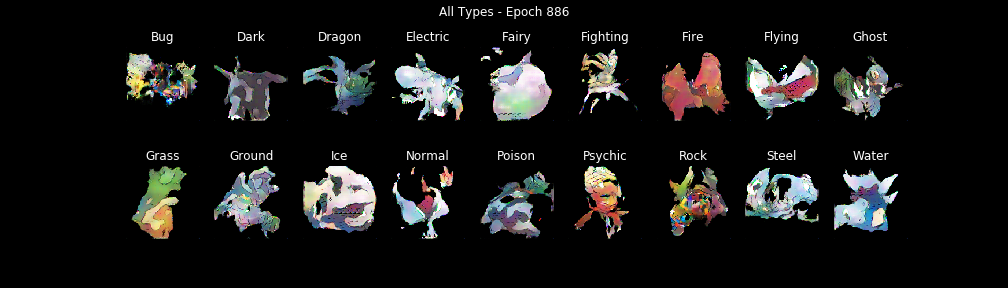 All Types - Epoch 886
Bug Dark Dragon Electric Fairy Fighting Fire Flying Ghost
Grass Ground Ice Normal Poison Psychic Rock Steel Water